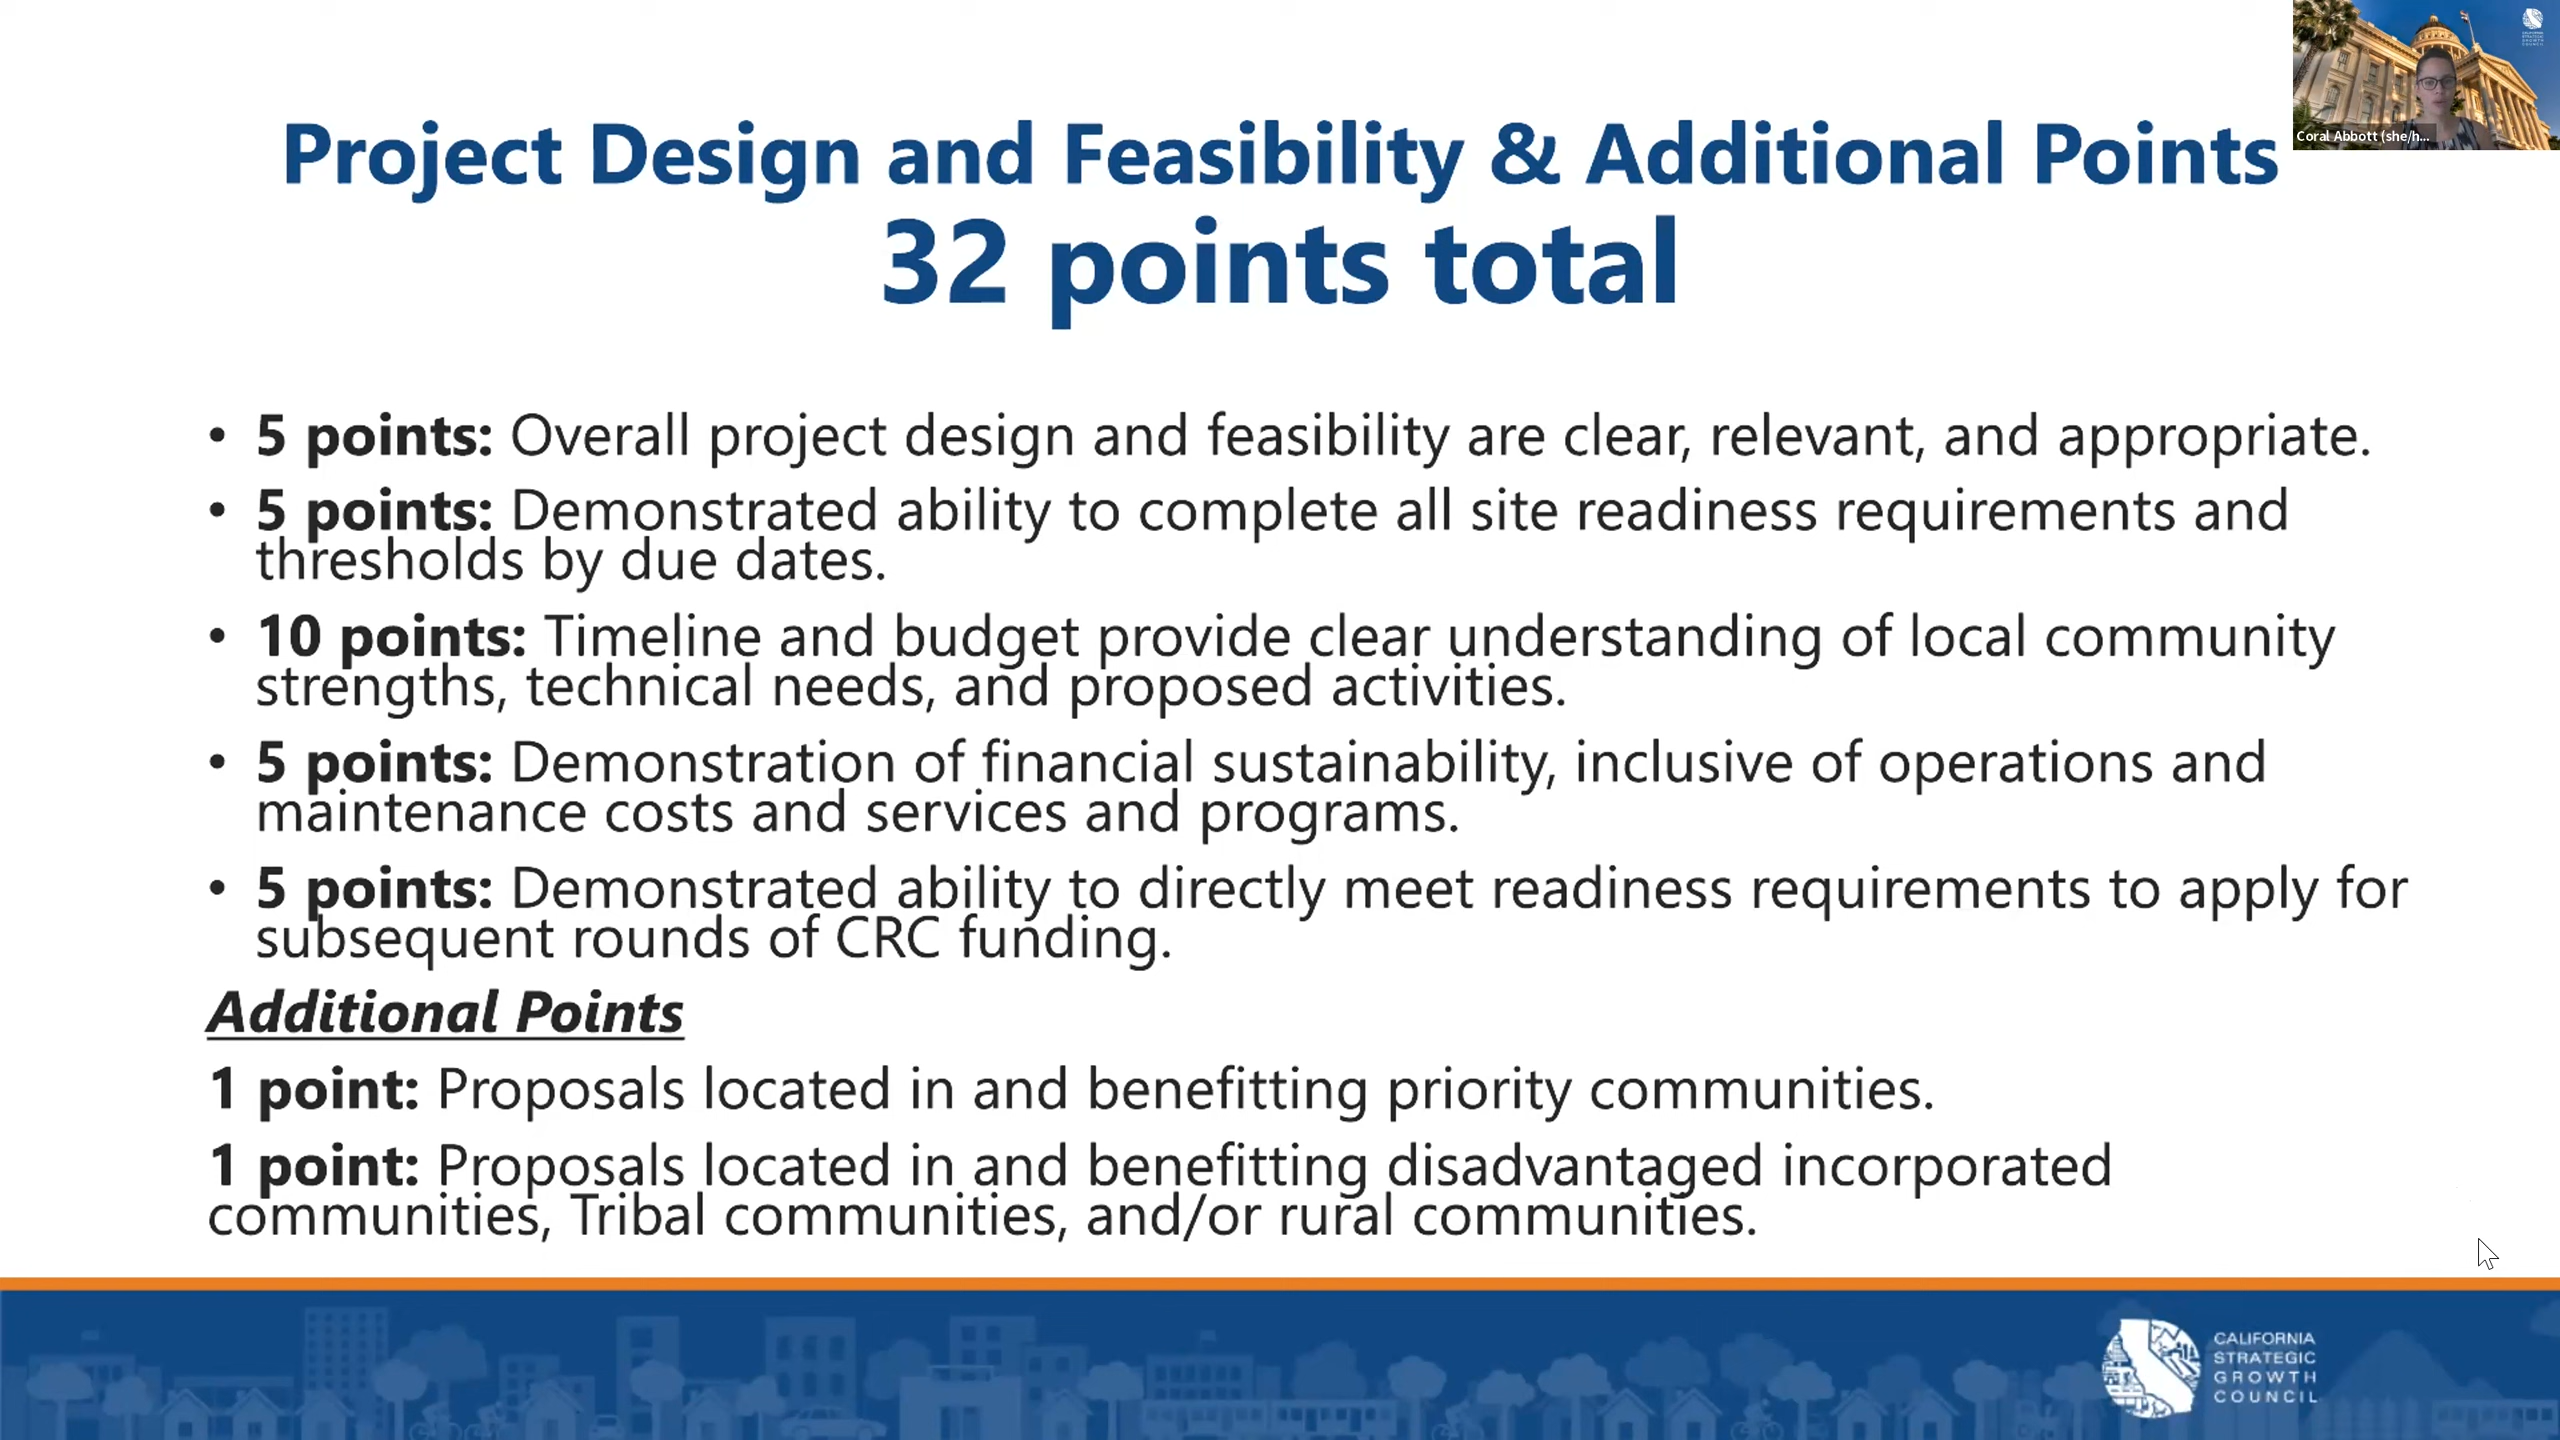 Project Design and Feasibility & Additional Points
32 points total
• 5 points: Overall project design and feasibility are clear, relevant, and appropriate.
• 5 points: Demonstrated ability to complete all site readiness requirements and
thresholds by due dates.
• 10 points: Timeline and budget provide clear understanding of local community
strengths, technical needs, and proposed activities.
• 5 points: Demonstration of financial sustainability, inclusive of operations and
maintenance costs and services and programs.
• 5 points: Demonstrated ability to directly meet readiness requirements to apply for
subsequent rounds of CRC funding.
Additional Points
1 point: Proposals located in and benefitting priority communities.
1 point: Proposals located in and benefitting disadvantaged incorporated
communities, Tribal communities, and/or rural communities.
Coral Abbott (she/h...
CALIFORNIA
STRATEGIC
GROWTH
COUNCIL